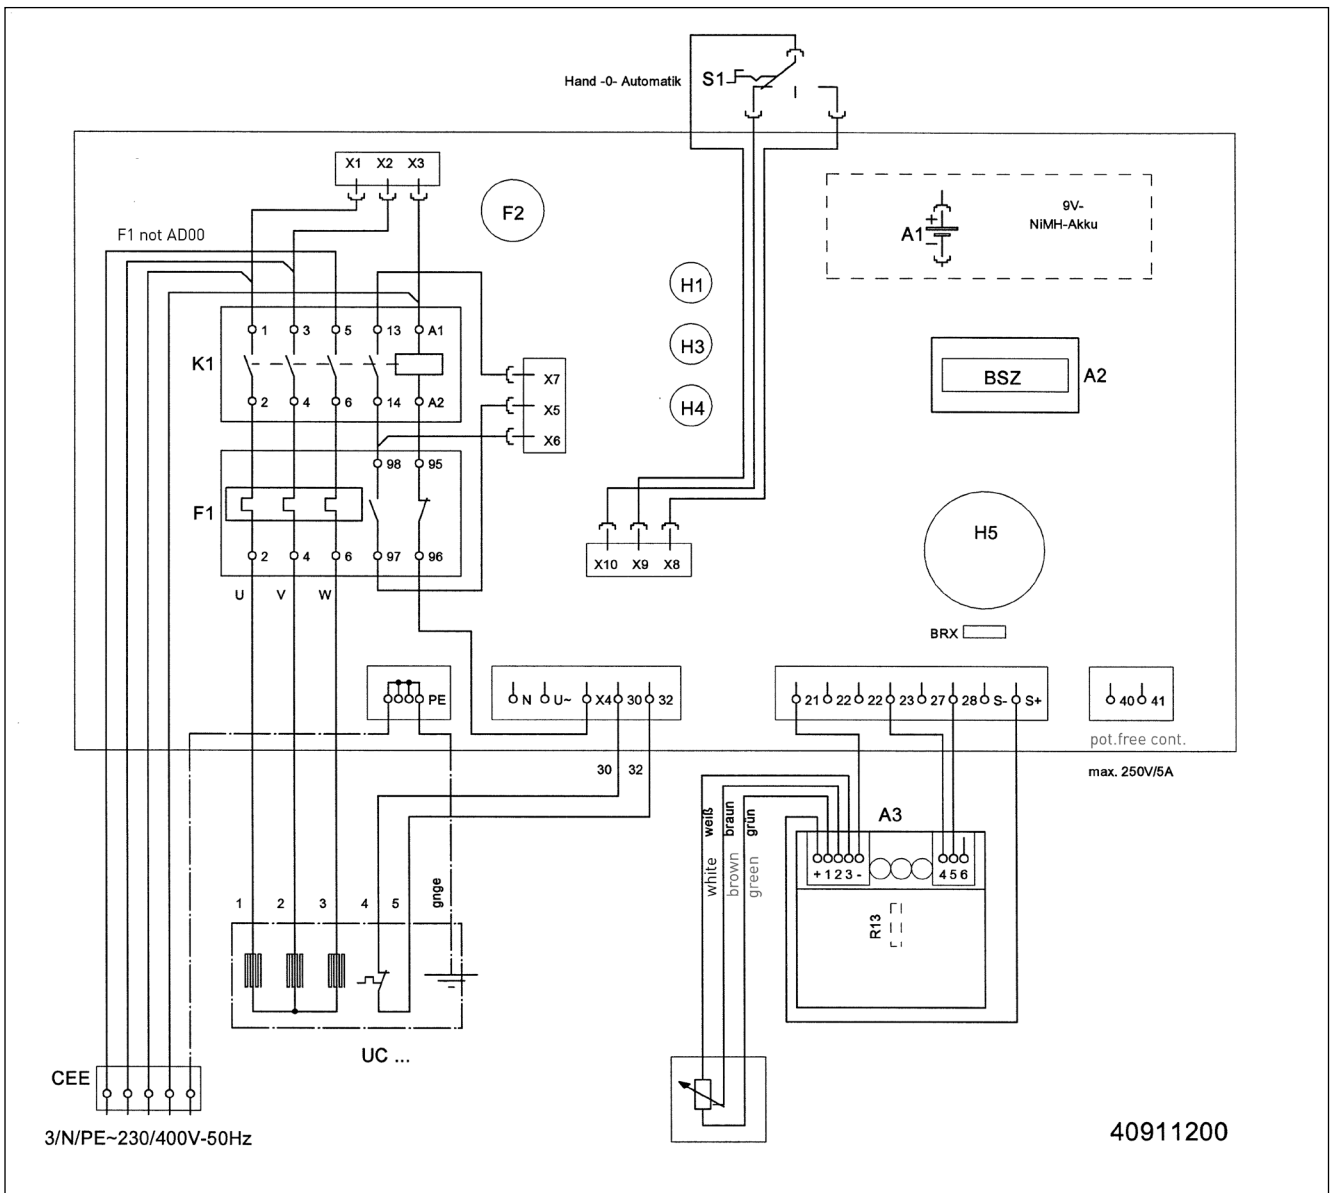 Hand -0- Automatik
S1
X1 X2 X3
F2
9V-
NiMH-Akku
A1
+
−
F1 not AD00
H1
1 3 5 13 A1
K1
H3
X7
BSZ
A2
2 4 6 14 A2
X5
H4
X6
98 95
F1
H5
2 4 6 97 96
X10 X9 X8
U V W
BRX
PE
N U~ X4 30 32
21 22 22 23 27 28 S- S+
40 41
pot.free cont.
30 32
max. 250V/5A
weiß
braun
grün
A3
white
brown
green
+ 1 2 3 -
4 5 6
gnge
1 2 3 4 5
R13
UC ...
CEE
3/N/PE~230/400V-50Hz
40911200